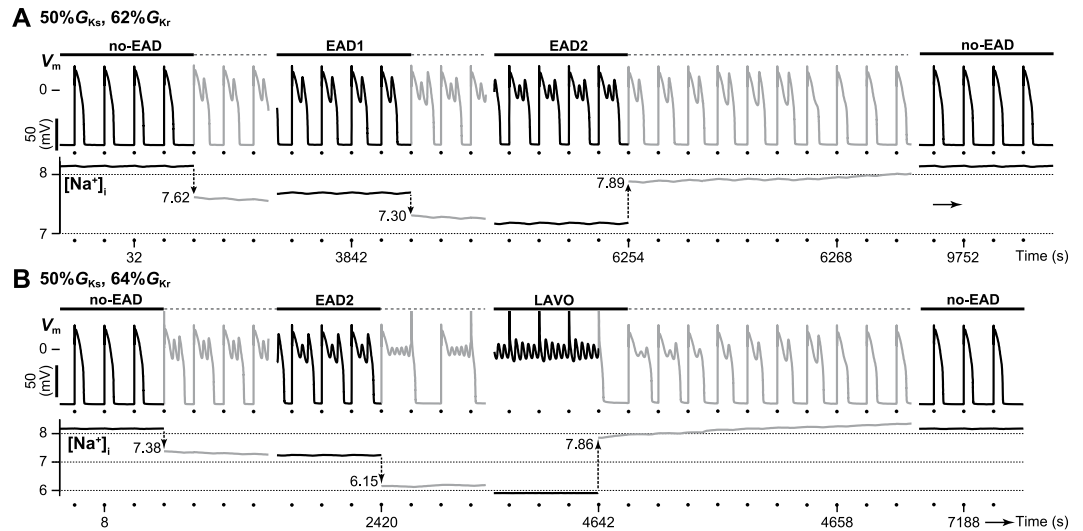 A 50%GKs, 62%GKr
no-EAD EAD1 EAD2 no-EAD
Vm
0
50
(mV)
8
[Na+]i
7.62
7.30
7.89
7
32 3842 6254 6268 9752 Time (s)
B 50%GKs, 64%GKr
no-EAD EAD2 LAVO no-EAD
Vm
0
50
(mV)
8
[Na+]i
7.38
7.86
7
6.15
6
8 2420 4642 4658 7188 Time (s)